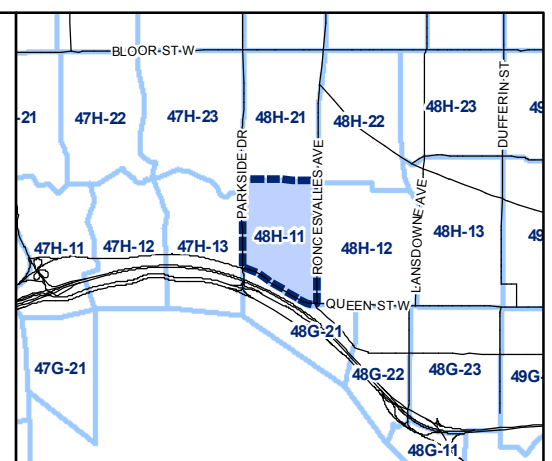 BLOOR ST W
-21
47H-22
47H-23
48H-21
48H-22
48H-23
49
PARKSIDE DR
RONCESVALLES AVE
LANSDOWNE AVE
DUFFERIN ST
47H-11
47H-12
47H-13
48H-11
48H-12
48H-13
49
QUEEN ST W
48G-21
47G-21
48G-22
48G-23
49G-
48G-11